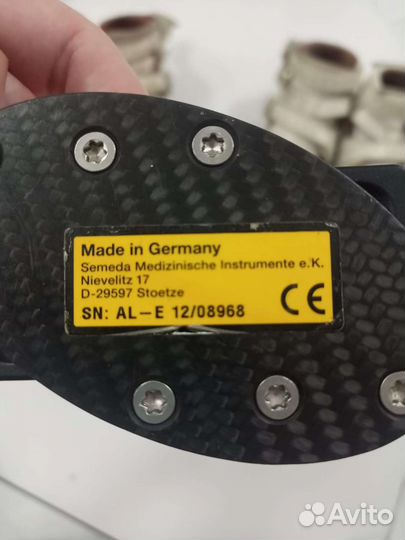 Made in Germany
Semeda Medizinische Instrumente e.K.
Nievelitz 17
D-29597 Stoetze
SN: AL–E 12/08968
CE
Avito